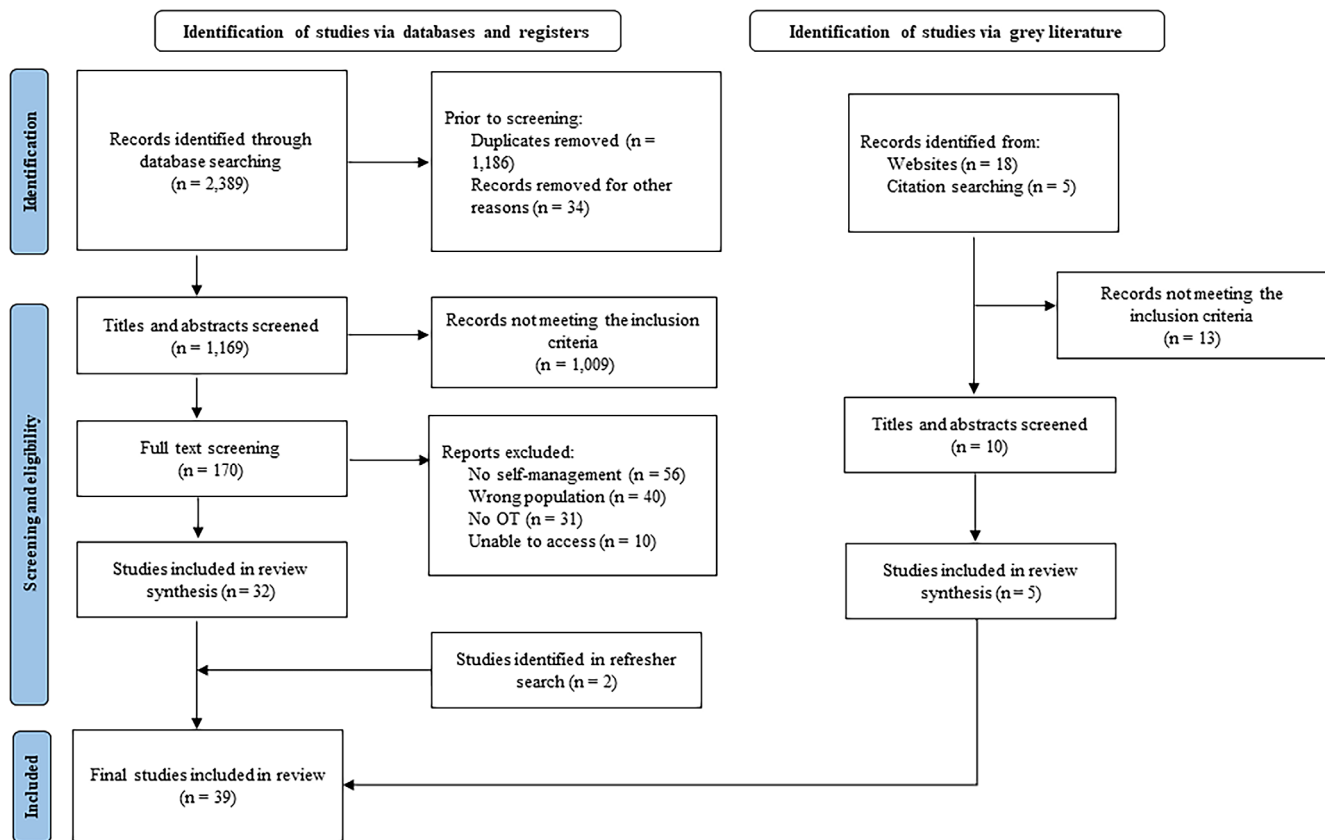 Identification of studies via databases and registers
Identification of studies via grey literature
Identification
Records identified through
database searching
(n = 2,389)
Prior to screening:
Duplicates removed (n =
1,186)
Records removed for other
reasons (n = 34)
Records identified from:
Websites (n = 18)
Citation searching (n = 5)
Screening and eligibility
Titles and abstracts screened
(n = 1,169)
Records not meeting the inclusion
criteria
(n = 1,009)
Records not meeting the
inclusion criteria
(n = 13)
Full text screening
(n = 170)
Reports excluded:
No self-management (n = 56)
Wrong population (n = 40)
No OT (n = 31)
Unable to access (n = 10)
Titles and abstracts screened
(n = 10)
Studies included in review
synthesis (n = 32)
Studies included in review
synthesis (n = 5)
Studies identified in refresher
search (n = 2)
Included
Final studies included in review
(n = 39)